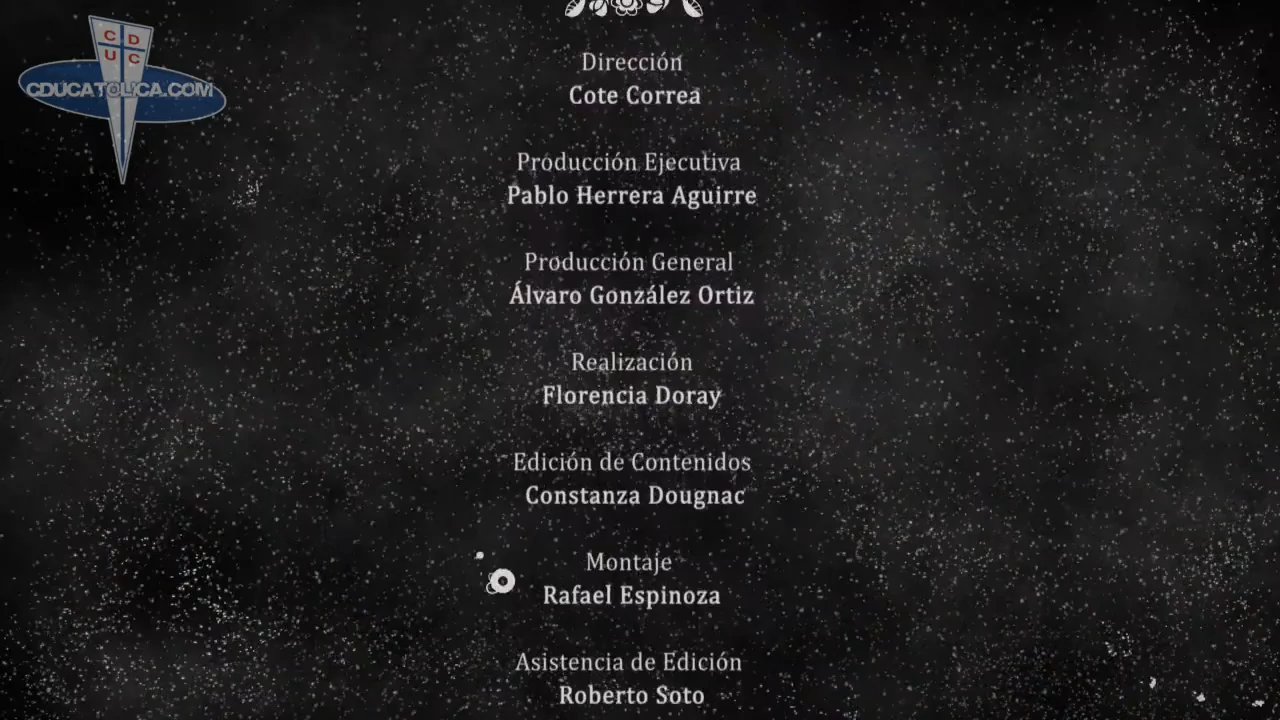 C D
U C
CDUCATOLICA.COM
Dirección
Cote Correa
Producción Ejecutiva
Pablo Herrera Aguirre
Producción General
Álvaro González Ortiz
Realización
Florencia Doray
Edición de Contenidos
Constanza Dougnac
Montaje
Rafael Espinoza
Asistencia de Edición
Roberto Soto